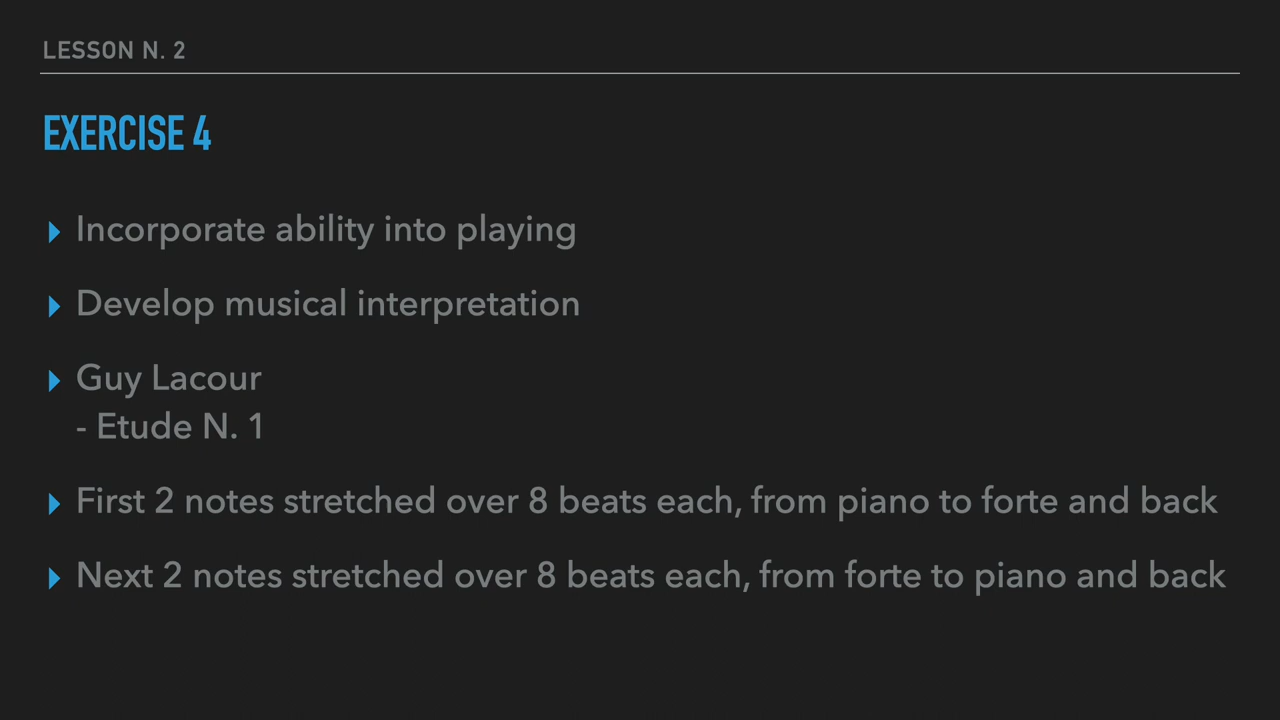 LESSON N. 2
EXERCISE 4
Incorporate ability into playing
Develop musical interpretation
Guy Lacour
- Etude N. 1
First 2 notes stretched over 8 beats each, from piano to forte and back
Next 2 notes stretched over 8 beats each, from forte to piano and back